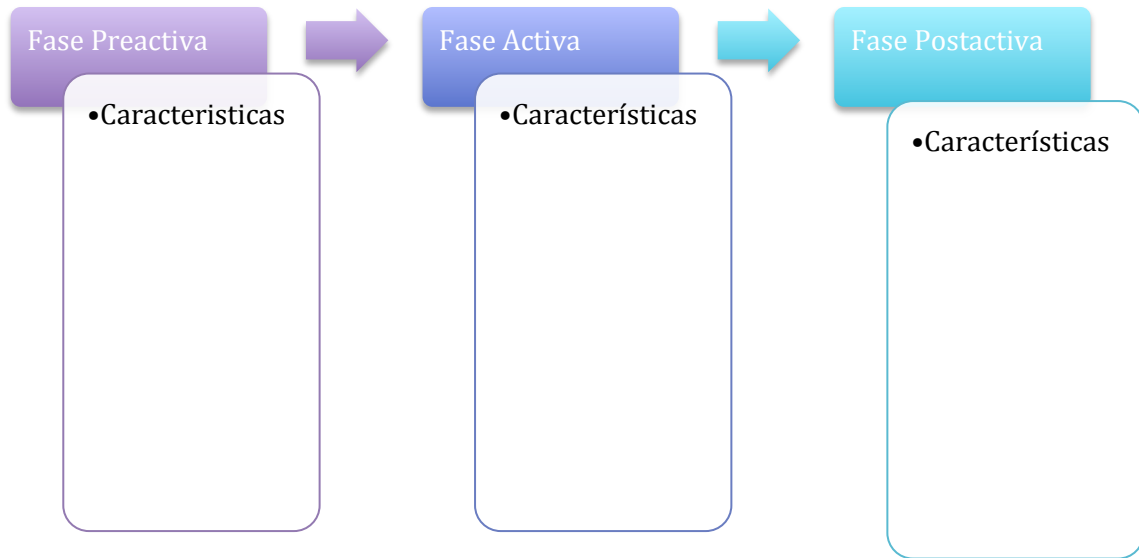 Fase Preactiva
•Caracteristicas
Fase Activa
•Características
Fase Postactiva
•Características